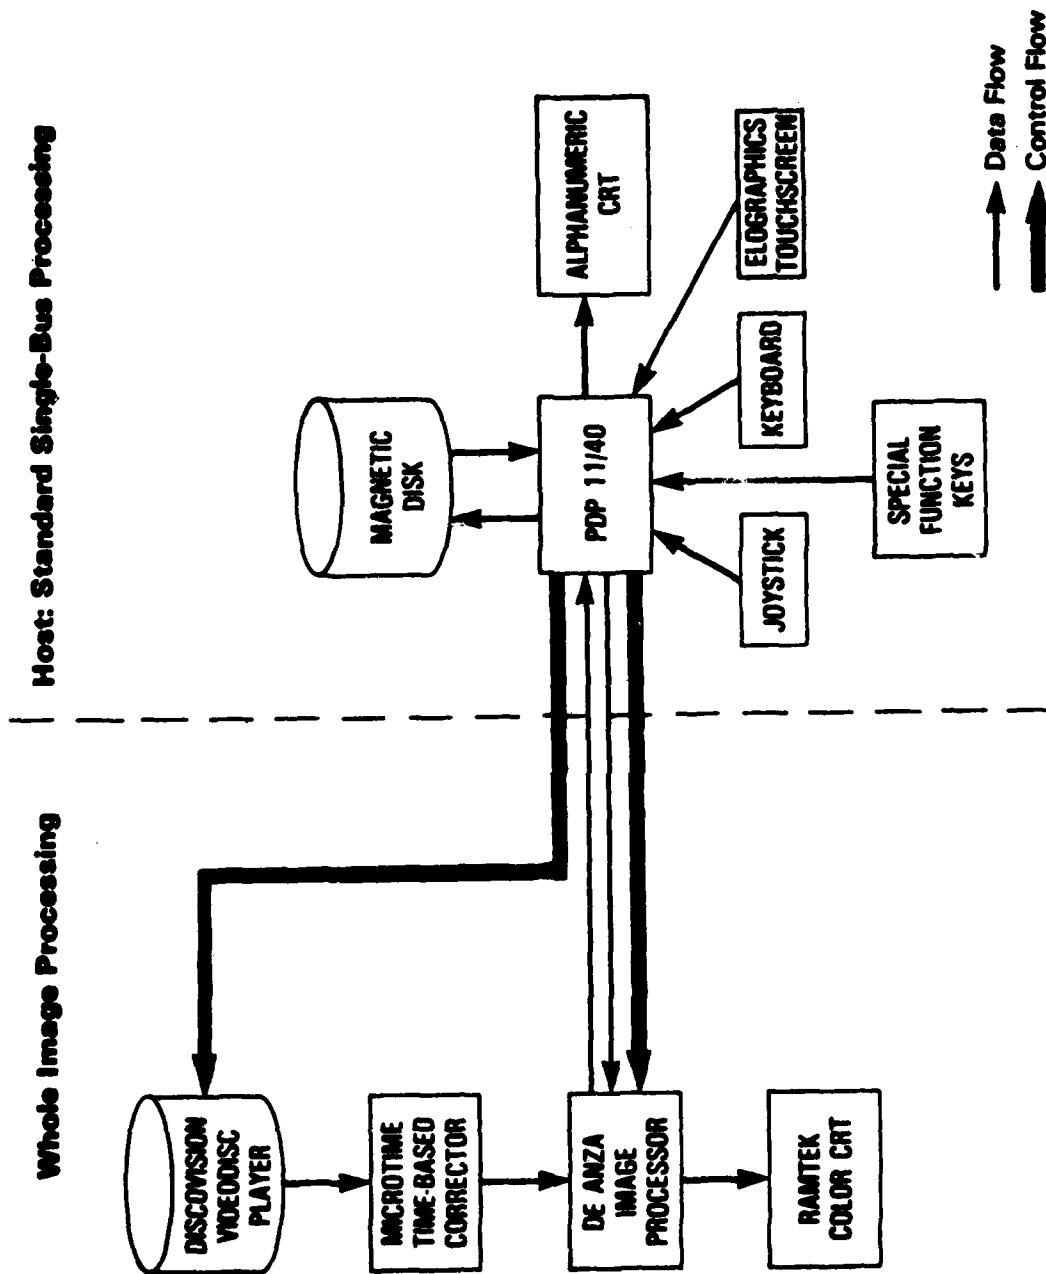 Whole Image Processing
Host: Standard Single-Bus Processing
DISCOVISION
VIDEODISC
PLAYER
MICROTIME
TIME-BASED
CORRECTOR
DE ANZA
IMAGE
PROCESSOR
RAMTEK
COLOR CRT
MAGNETIC
DISK
PDP 11/40
ALPHANUMERIC
CRT
JOYSTICK
SPECIAL
FUNCTION
KEYS
KEYBOARD
ELOGRAPHICS
TOUCHSCREEN
Data Flow
Control Flow